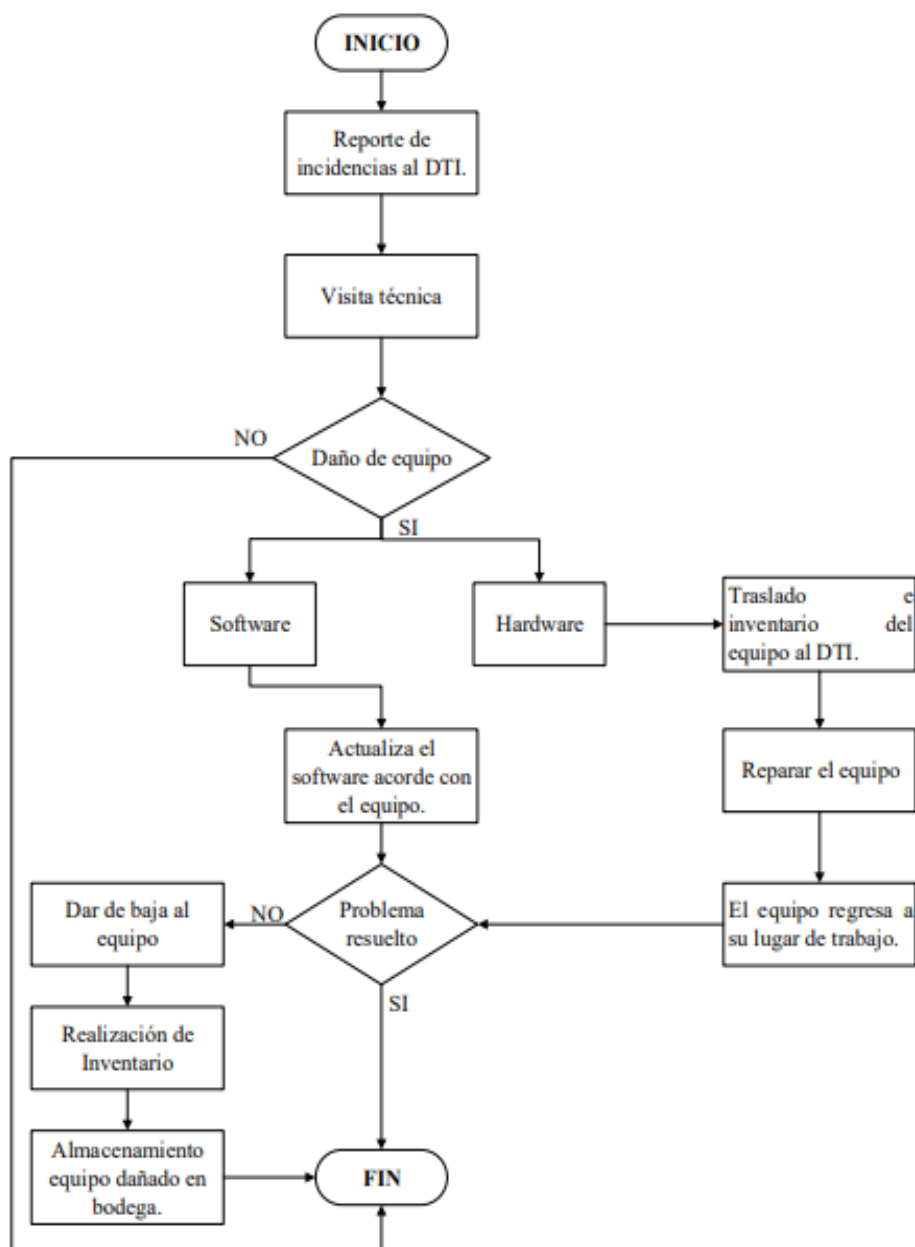 INICIO
Reporte de
incidencias al DTI.
Visita técnica
NO
Daño de equipo
SI
Software
Hardware
Traslado e
inventario del
equipo al DTI.
Actualiza el
software acorde con
el equipo.
Reparar el equipo
Dar de baja al
equipo
NO
Problema
resuelto
El equipo regresa a
su lugar de trabajo.
SI
Realización de
Inventario
Almacenamiento
equipo dañado en
bodega.
FIN